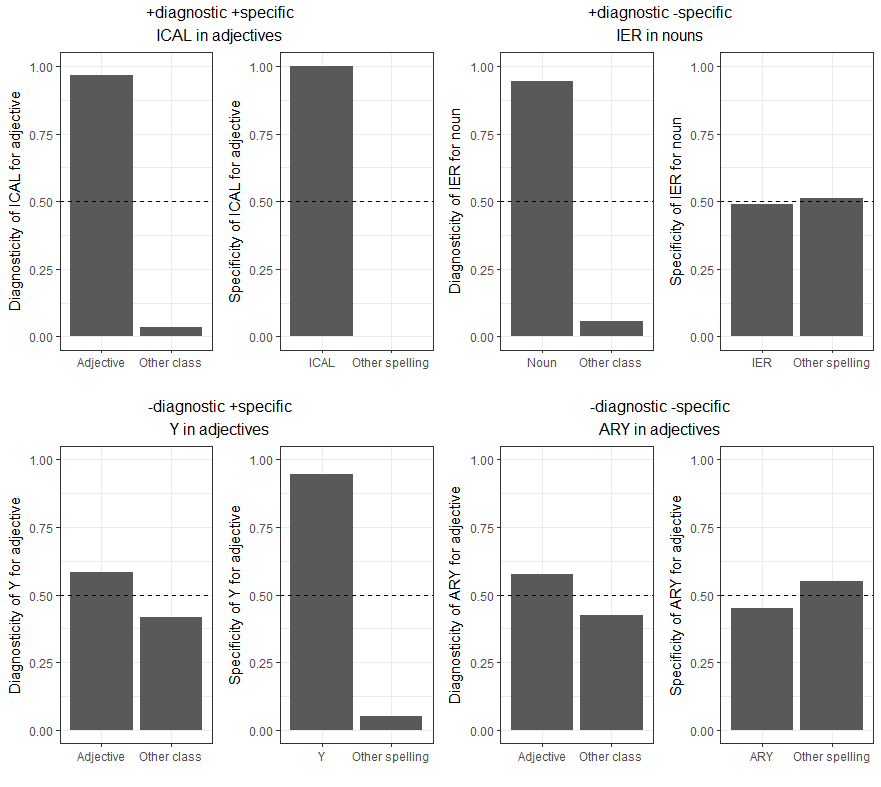 +diagnostic +specific
ICAL in adjectives
Diagnosticity of ICAL for adjective
1.00
0.75
0.50
0.25
0.00
Adjective
Other class
Specificity of ICAL for adjective
1.00
0.75
0.50
0.25
0.00
ICAL
Other spelling
+diagnostic -specific
IER in nouns
Diagnosticity of IER for noun
1.00
0.75
0.50
0.25
0.00
Noun
Other class
Specificity of IER for noun
1.00
0.75
0.50
0.25
0.00
IER
Other spelling
-diagnostic +specific
Y in adjectives
Diagnosticity of Y for adjective
1.00
0.75
0.50
0.25
0.00
Adjective
Other class
Specificity of Y for adjective
1.00
0.75
0.50
0.25
0.00
Y
Other spelling
-diagnostic -specific
ARY in adjectives
Diagnosticity of ARY for adjective
1.00
0.75
0.50
0.25
0.00
Adjective
Other class
Specificity of ARY for adjective
1.00
0.75
0.50
0.25
0.00
ARY
Other spelling